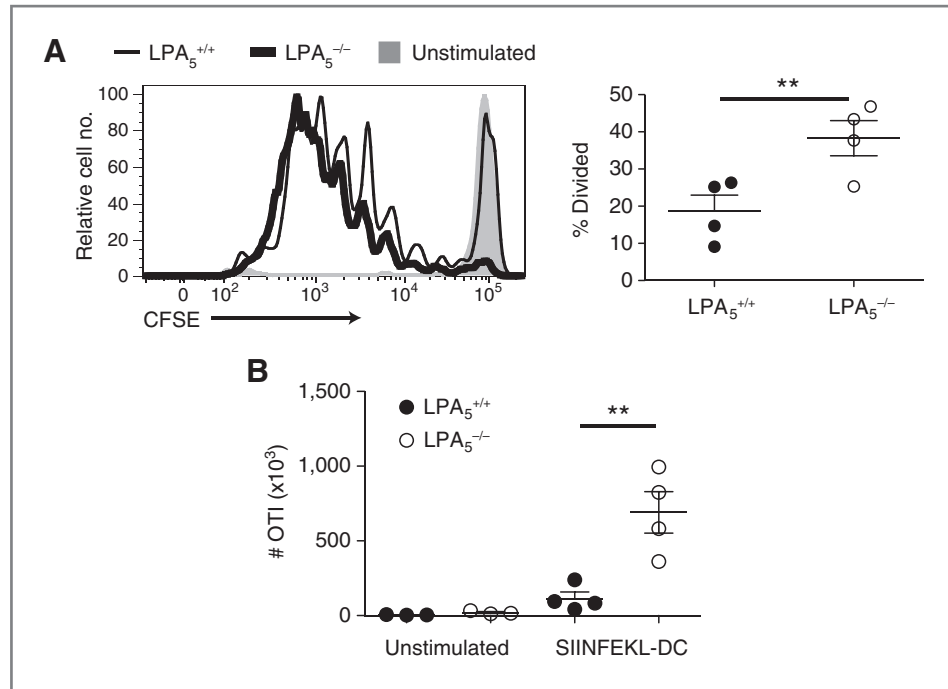 A
LPA₅⁺/⁺ LPA₅⁻/⁻ Unstimulated
Relative cell no.
100
80
60
40
20
0
0 10² 10³ 10⁴ 10⁵
CFSE
% Divided
50
40
30
20
10
0
**
LPA₅⁺/⁺ LPA₅⁻/⁻
B
# OTI (x10³)
1,500
1,000
500
0
LPA₅⁺/⁺
LPA₅⁻/⁻
**
Unstimulated SIINFEKL-DC